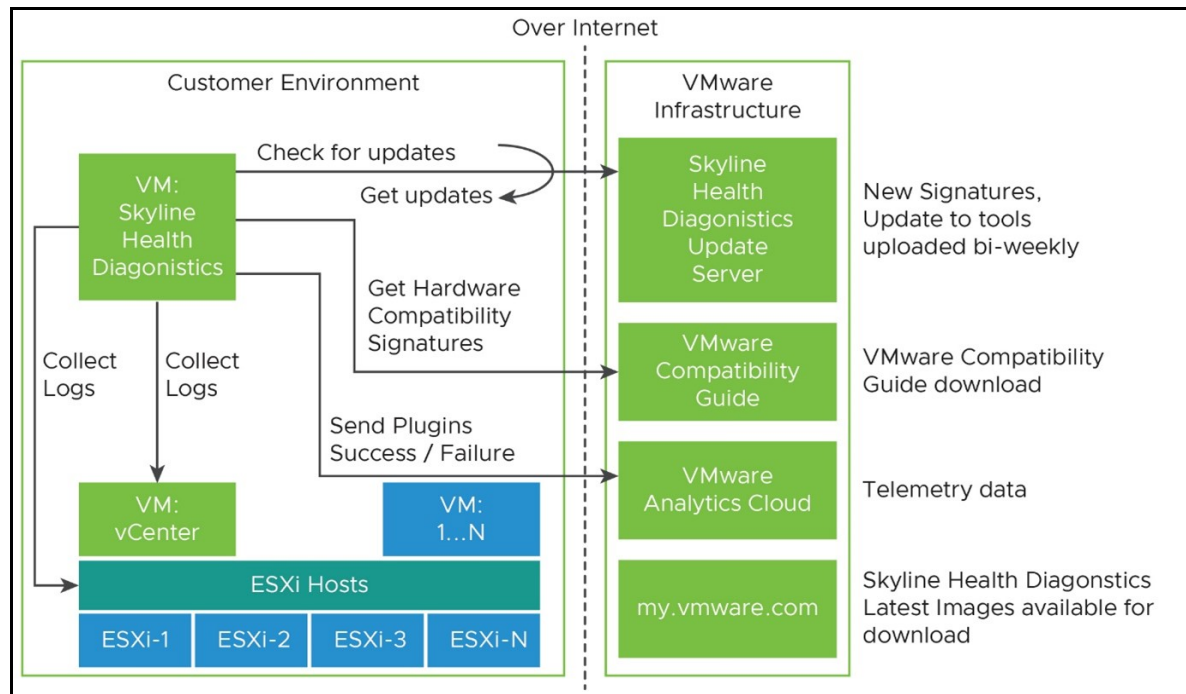 Over Internet
Customer Environment
VM:
Skyline
Health
Diagonistics
Check for updates
Get updates
Get Hardware
Compatibility
Signatures
Collect
Logs
Collect
Logs
Send Plugins
Success / Failure
VM:
vCenter
VM:
1...N
ESXi Hosts
ESXi-1
ESXi-2
ESXi-3
ESXi-N
VMware
Infrastructure
Skyline
Health
Diagonistics
Update
Server
New Signatures,
Update to tools
uploaded bi-weekly
VMware
Compatibility
Guide
VMware Compatibility
Guide download
VMware
Analytics Cloud
Telemetry data
my.vmware.com
Skyline Health Diagonstics
Latest Images available for
download